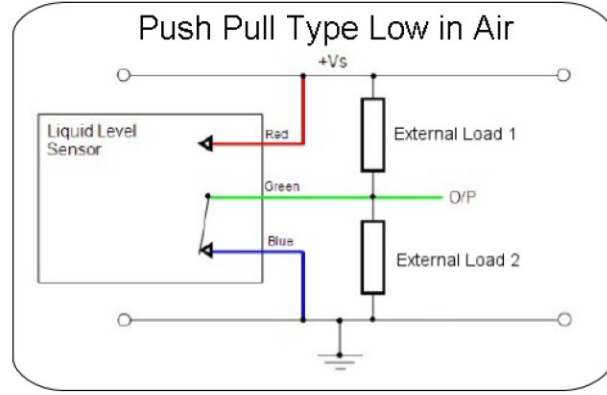 Push Pull Type Low in Air
+Vs
Liquid Level
Sensor
Red
External Load 1
Green
O/P
Blue
External Load 2